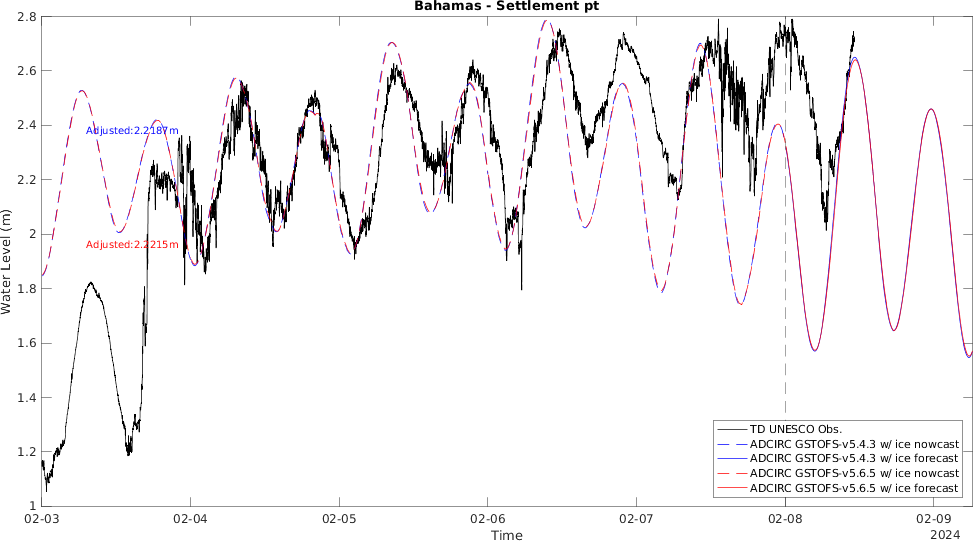 Bahamas - Settlement pt
2.8
2.6
2.4
2.2
2
1.8
1.6
1.4
1.2
1
Water Level (m)
Adjusted:2.2187m
Adjusted:2.2215m
TD UNESCO Obs.
ADCIRC GSTOFS-v5.4.3 w/ ice nowcast
ADCIRC GSTOFS-v5.4.3 w/ ice forecast
ADCIRC GSTOFS-v5.6.5 w/ ice nowcast
ADCIRC GSTOFS-v5.6.5 w/ ice forecast
02-03 02-04 02-05 02-06 02-07 02-08 02-09
Time
2024